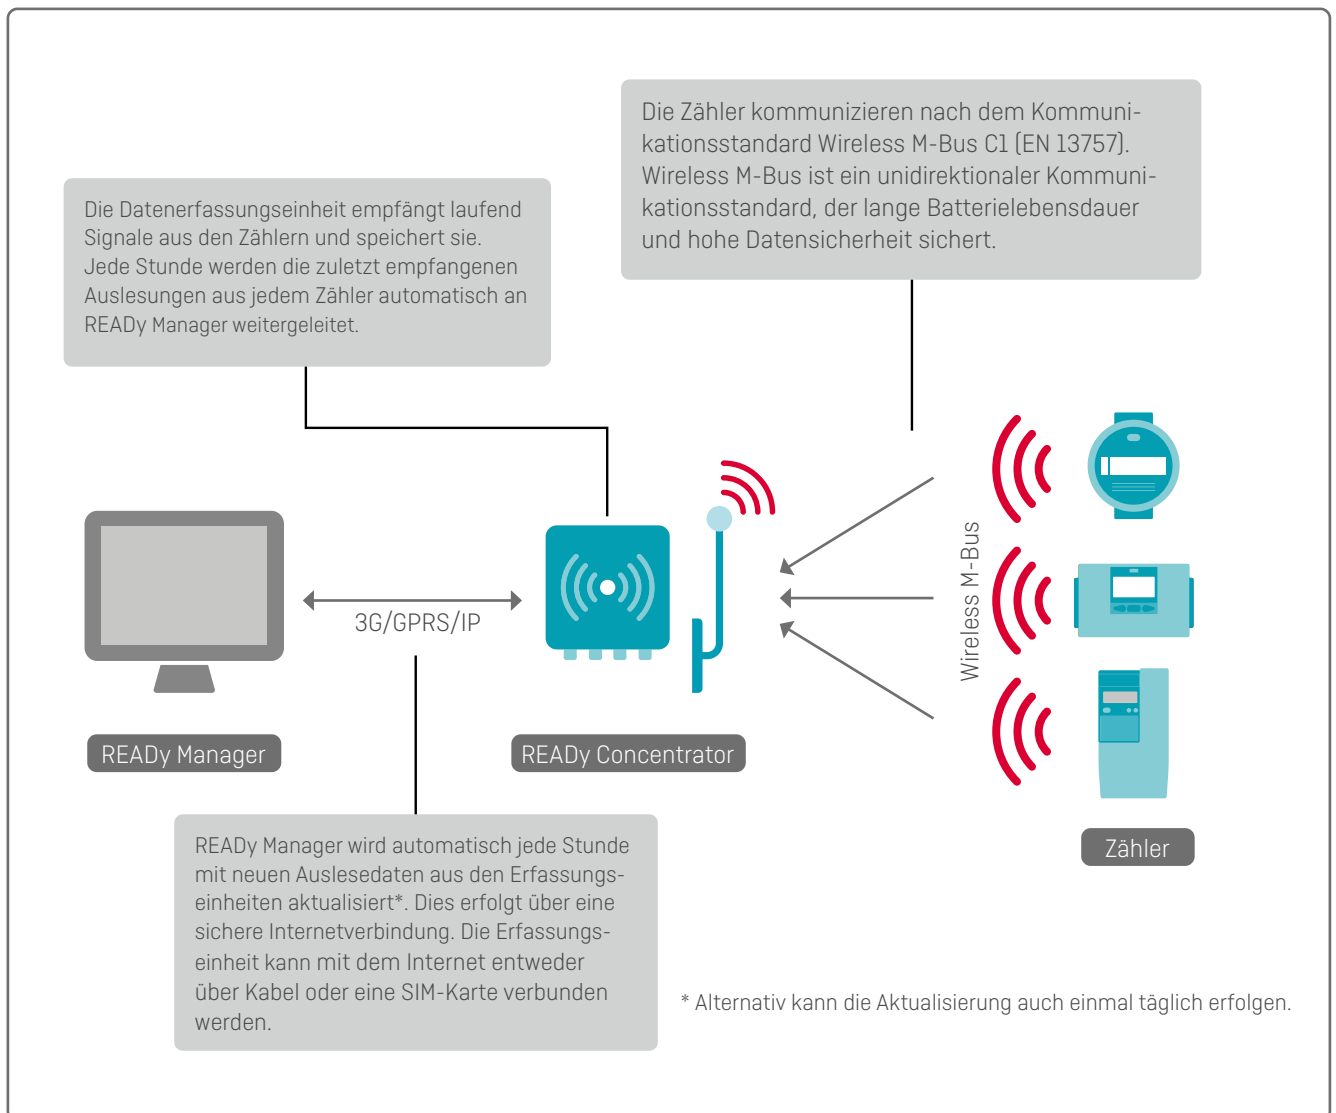 Die Zähler kommunizieren nach dem Kommuni-
kationsstandard Wireless M-Bus C1 (EN 13757).
Wireless M-Bus ist ein unidirektionaler Kommuni-
kationsstandard, der lange Batterielebensdauer
und hohe Datensicherheit sichert.
Die Datenerfassungseinheit empfängt laufend
Signale aus den Zählern und speichert sie.
Jede Stunde werden die zuletzt empfangenen
Auslesungen aus jedem Zähler automatisch an
READy Manager weitergeleitet.
3G/GPRS/IP
Wireless M-Bus
READy Manager
READy Concentrator
Zähler
READy Manager wird automatisch jede Stunde
mit neuen Auslesedaten aus den Erfassungs-
einheiten aktualisiert*. Dies erfolgt über eine
sichere Internetverbindung. Die Erfassungs-
einheit kann mit dem Internet entweder
über Kabel oder eine SIM-Karte verbunden
werden.
* Alternativ kann die Aktualisierung auch einmal täglich erfolgen.